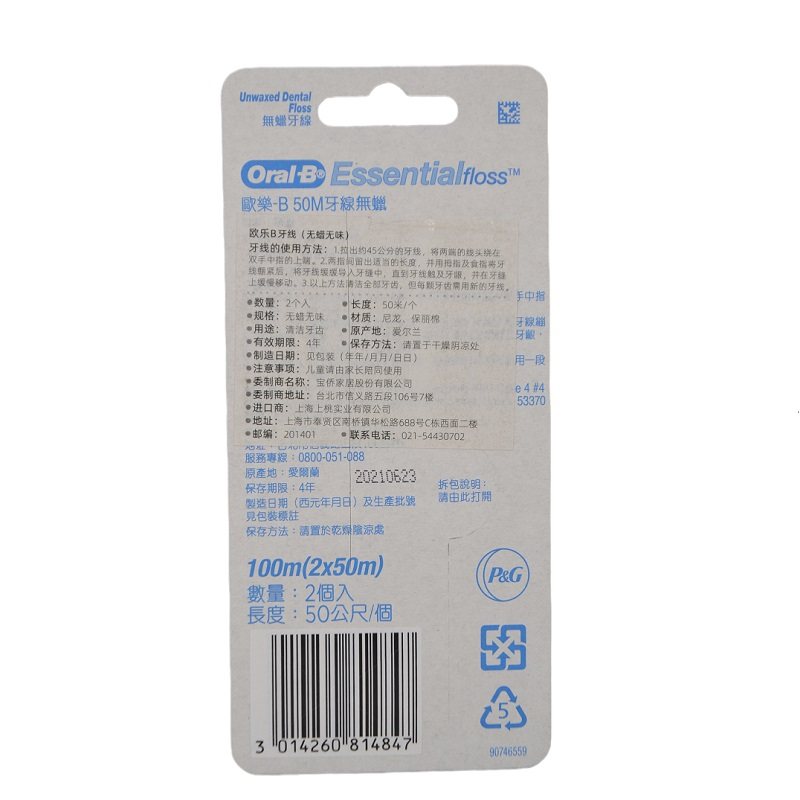 Unwaxed Dental
Floss
無蠟牙線
Oral-B® Essentialfloss™
歐樂-B 50M牙線無蠟
欧乐B牙线（无蜡无味）
牙线的使用方法：1.拉出约45公分的牙线，将两端的线头绕在
双手中指的上端。2.两指间留出适当的长度，并用拇指及食指将牙
线绷紧后，将牙线缓缓导入牙缝中，直到牙线触及牙龈，并在牙缝
上缓慢移动。3.以上方法清洁全部牙齿，但每颗牙齿需用新的牙线。
手中指
•数量：2个入 •长度：50米/个
•规格：无蜡无味 •材质：尼龙、保丽棉
牙線繃
•用途：清洁牙齿 •原产地：爱尔兰
牙齦，
•有效期限：4年 •保存方法：请置于干燥阴凉处
•制造日期：见包装（年年/月月/日日）
用一段
•注意事项：儿童请由家长陪同使用
•委制商名称：宝侨家居股份有限公司
e 4 #4
•委制商地址：台北市信义路五段106号7楼
53370
•进口商：上海上桃实业有限公司
•地址：上海市奉贤区南桥镇华松路688号C栋西面二楼
•邮编：201401 •联系电话：021-54430702
服務專線：0800-051-088
原產地：愛爾蘭
20210623
保存期限：4年
拆包說明：
請由此打開
製造日期（西元年月日）及生產批號
見包裝標註
保存方法：請置於乾燥陰涼處
100m(2x50m)
數量：2個入
長度：50公尺/個
P&G
5
3 014260 814847
90746559